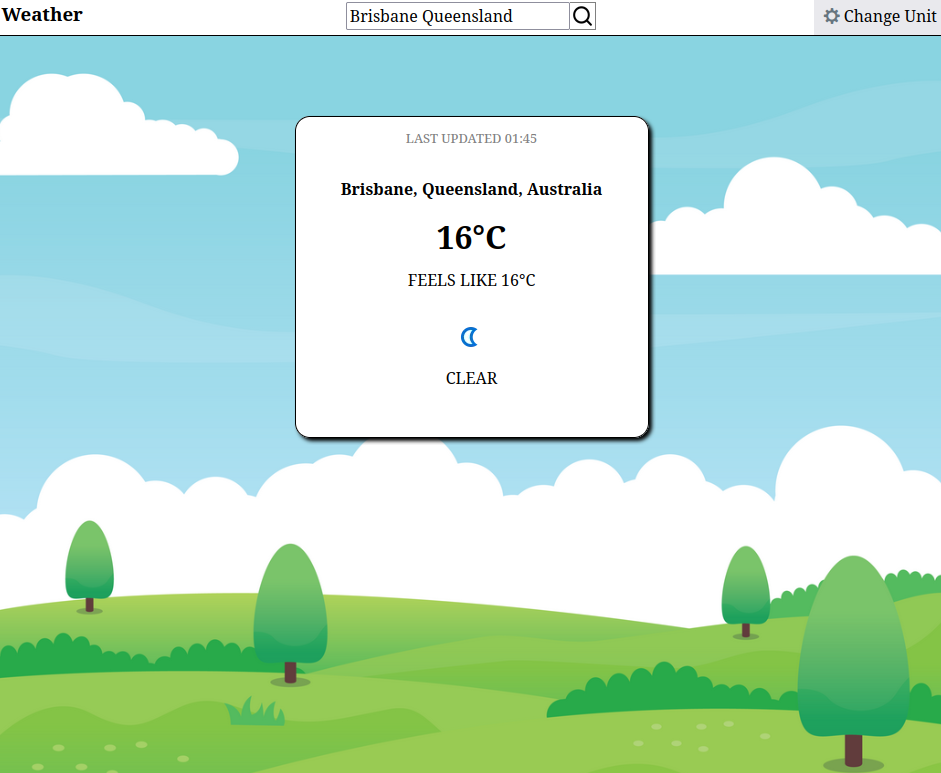 Weather
Brisbane Queensland
Change Unit
LAST UPDATED 01:45
Brisbane, Queensland, Australia
16°C
FEELS LIKE 16°C
CLEAR